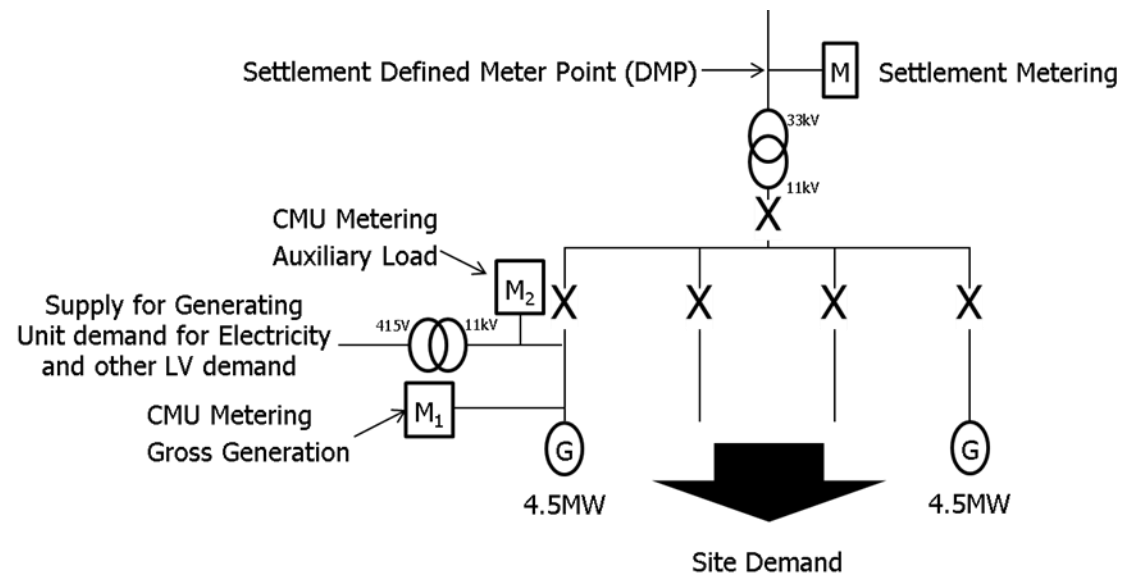 Settlement Defined Meter Point (DMP)
M
Settlement Metering
33kV
11kV
X
CMU Metering
Auxiliary Load
M₂
X
X
X
X
Supply for Generating
Unit demand for Electricity
and other LV demand
415V
11kV
CMU Metering
Gross Generation
M₁
G
G
4.5MW
4.5MW
Site Demand